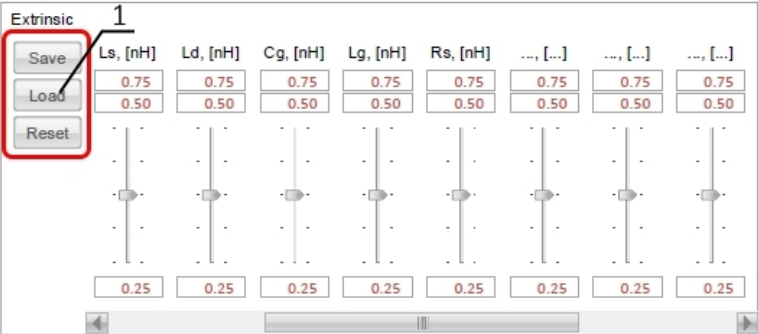 1
Extrinsic
Save
Load
Reset
Ls, [nH] Ld, [nH] Cg, [nH] Lg, [nH] Rs, [nH] ..., [...] ..., [...] ..., [...]
0.75 0.75 0.75 0.75 0.75 0.75 0.75 0.75
0.50 0.50 0.50 0.50 0.50 0.50 0.50 0.50
0.25 0.25 0.25 0.25 0.25 0.25 0.25 0.25